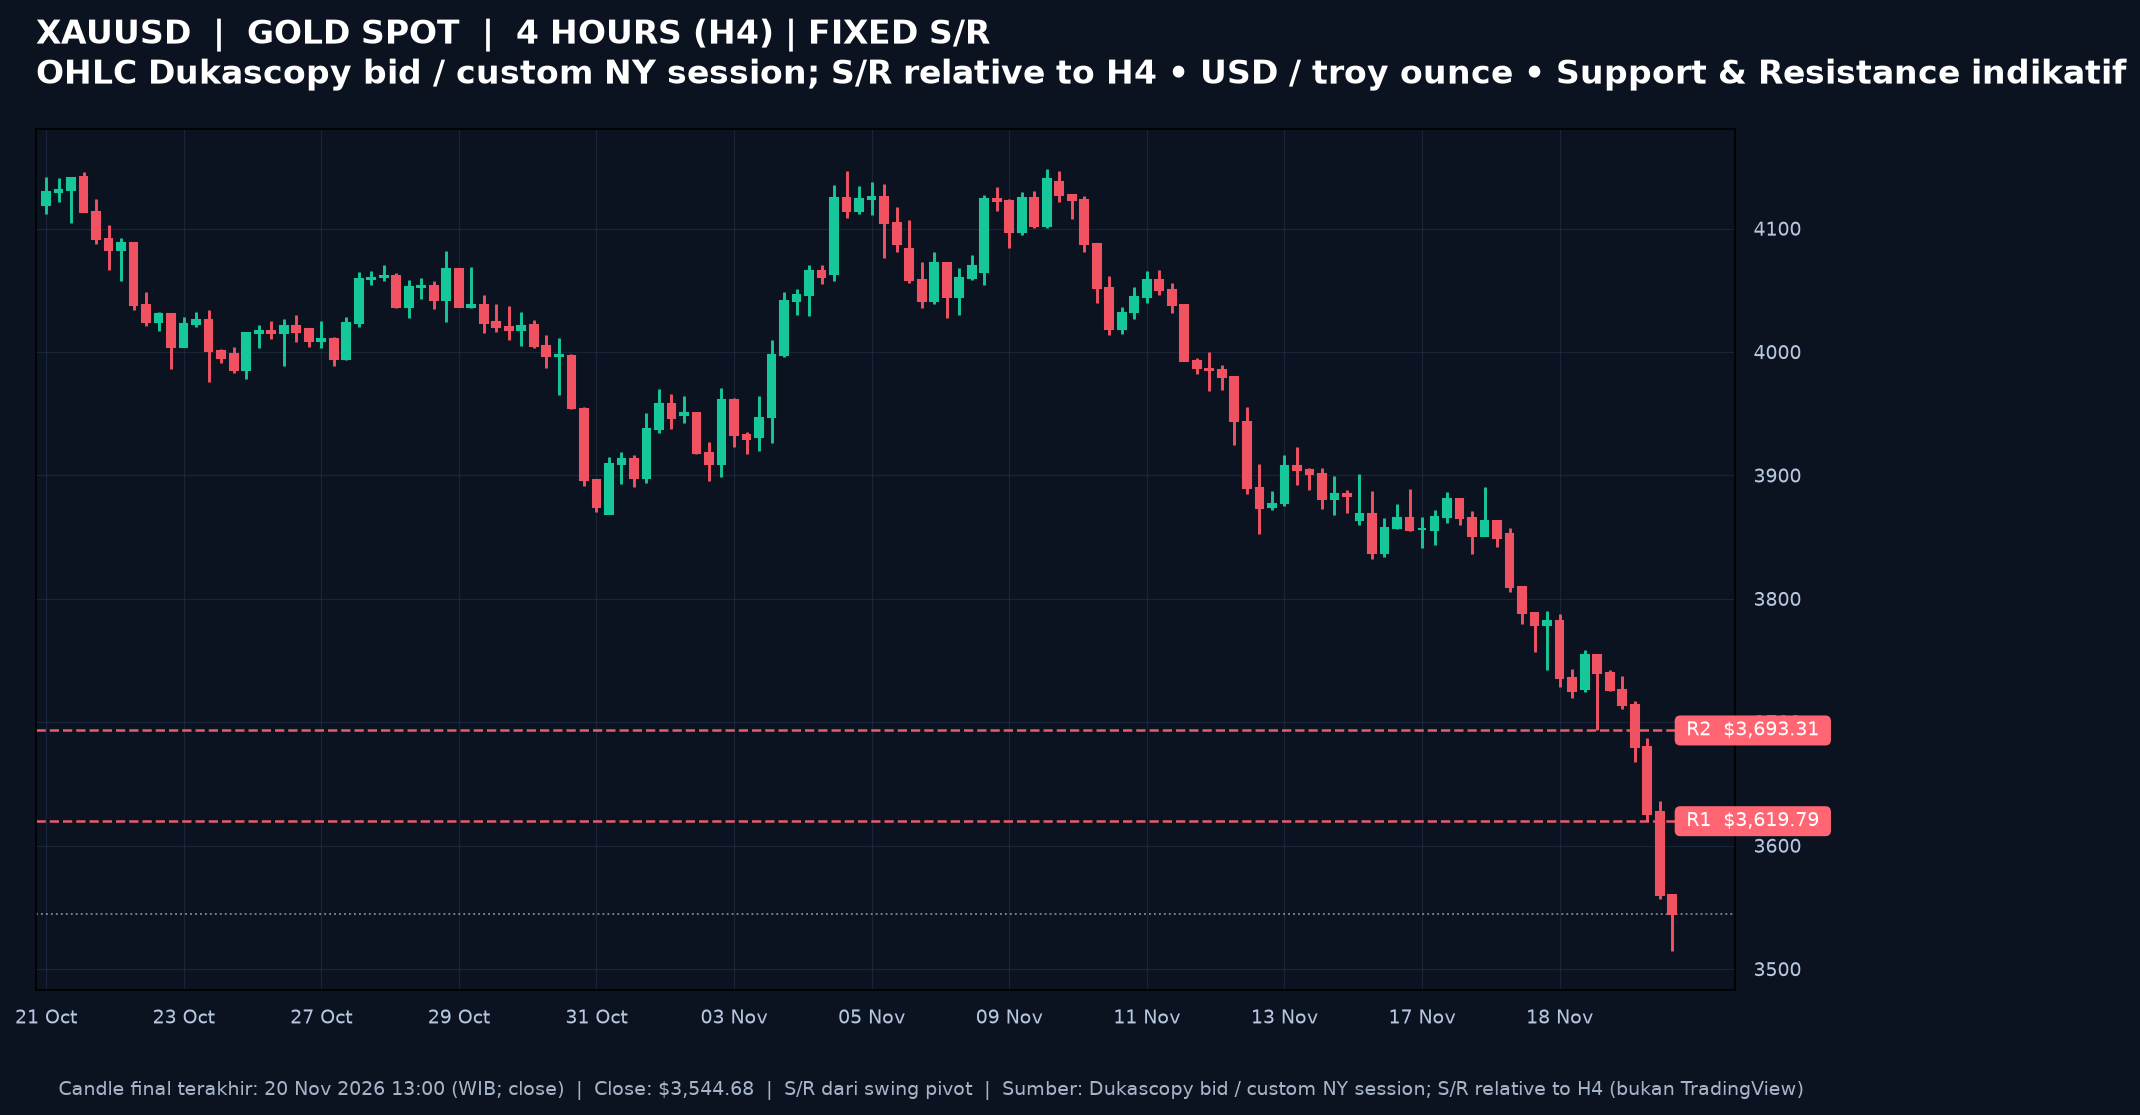 XAUUSD | GOLD SPOT | 4 HOURS (H4) | FIXED S/R
OHLC Dukascopy bid / custom NY session; S/R relative to H4 • USD / troy ounce • Support & Resistance indikatif
4100
4000
3900
3800
R2 $3,693.31
R1 $3,619.79
3600
3500
21 Oct 23 Oct 27 Oct 29 Oct 31 Oct 03 Nov 05 Nov 09 Nov 11 Nov 13 Nov 17 Nov 18 Nov
Candle final terakhir: 20 Nov 2026 13:00 (WIB; close) | Close: $3,544.68 | S/R dari swing pivot | Sumber: Dukascopy bid / custom NY session; S/R relative to H4 (bukan TradingView)